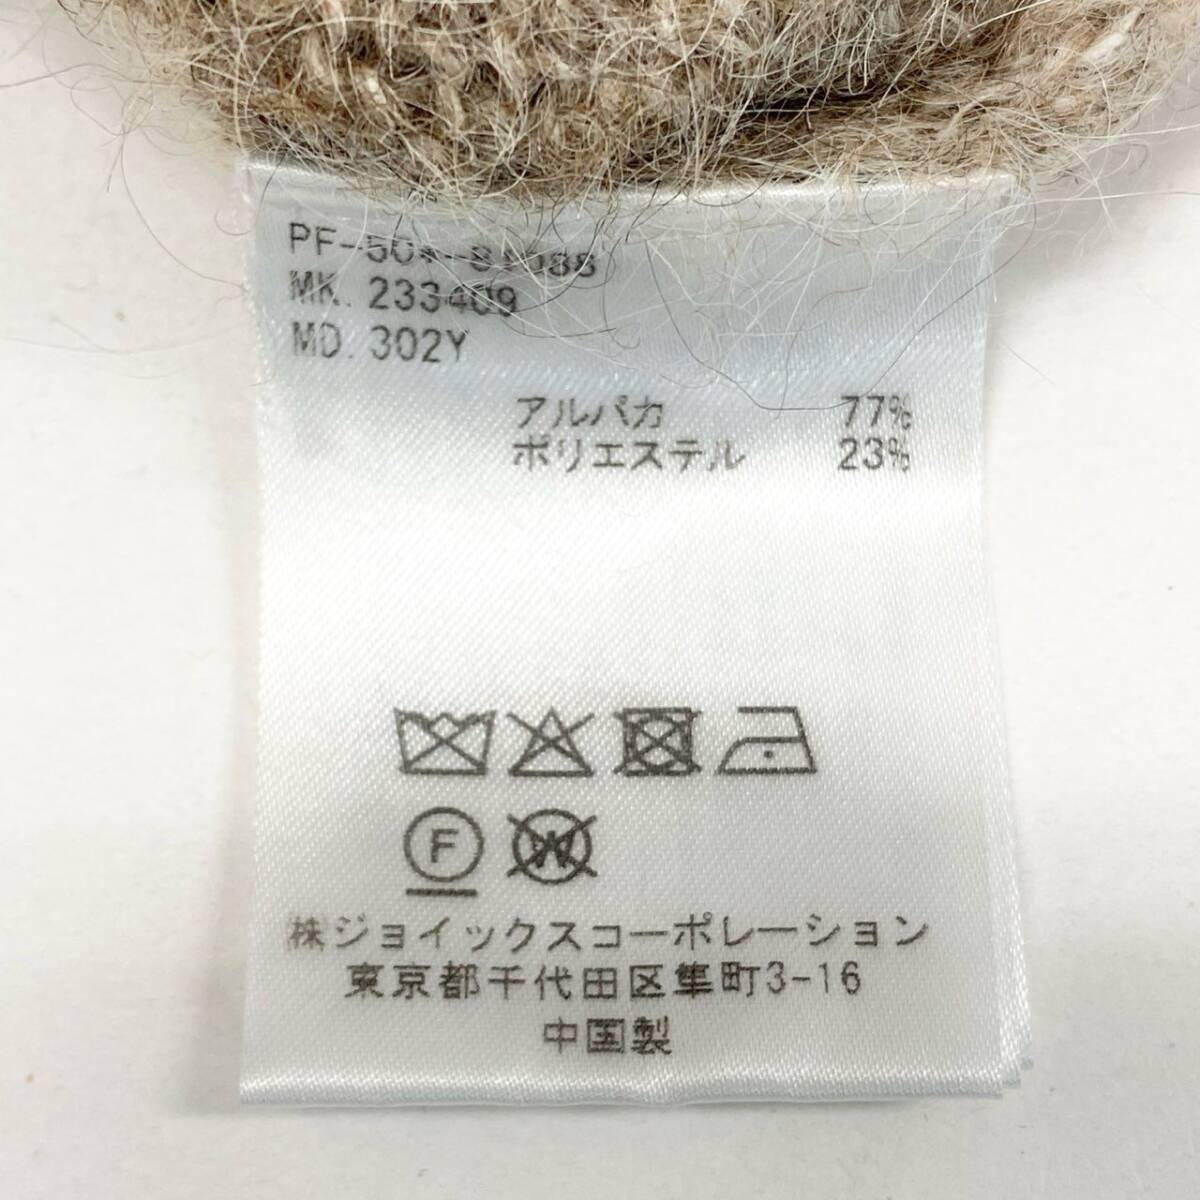 MK. 233409
MD. 302Y
アルパカ 77%
ポリエステル 23%
F
W
㈱ジョイックスコーポレーション
東京都千代田区隼町3-16
中国製